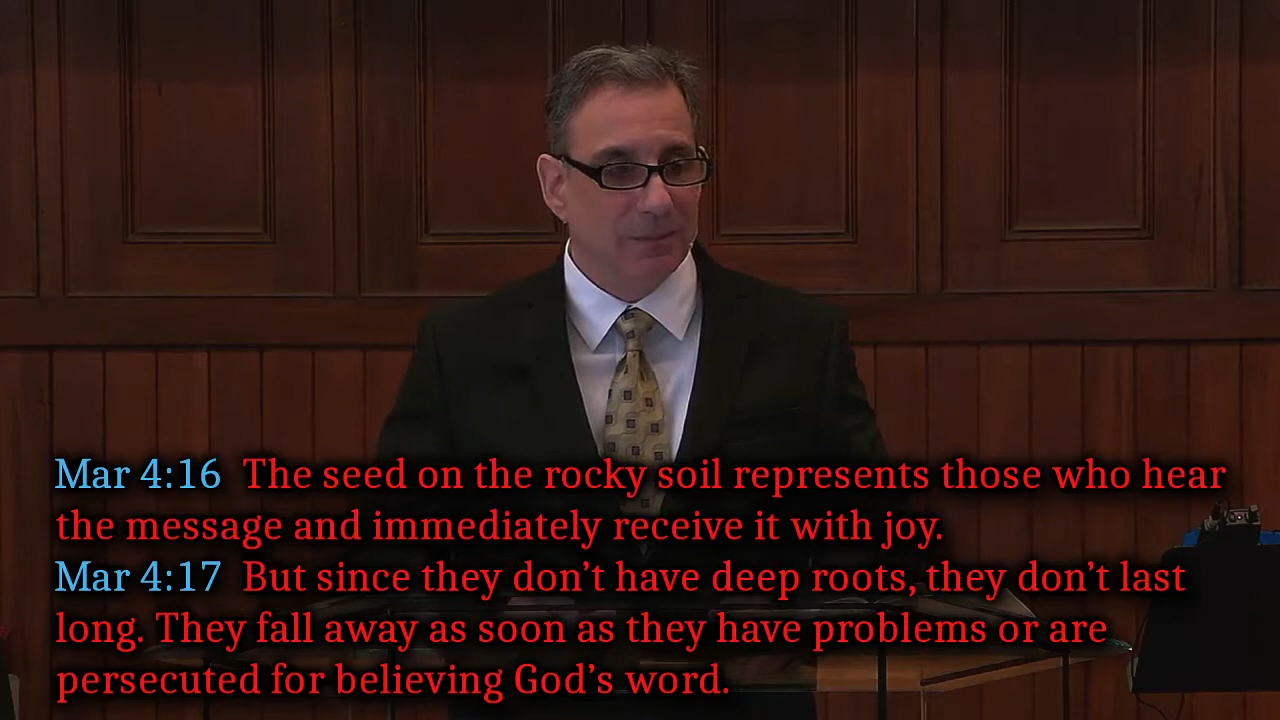 Mar 4:16 The seed on the rocky soil represents those who hear
the message and immediately receive it with joy.
Mar 4:17 But since they don’t have deep roots, they don’t last
long. They fall away as soon as they have problems or are
persecuted for believing God’s word.